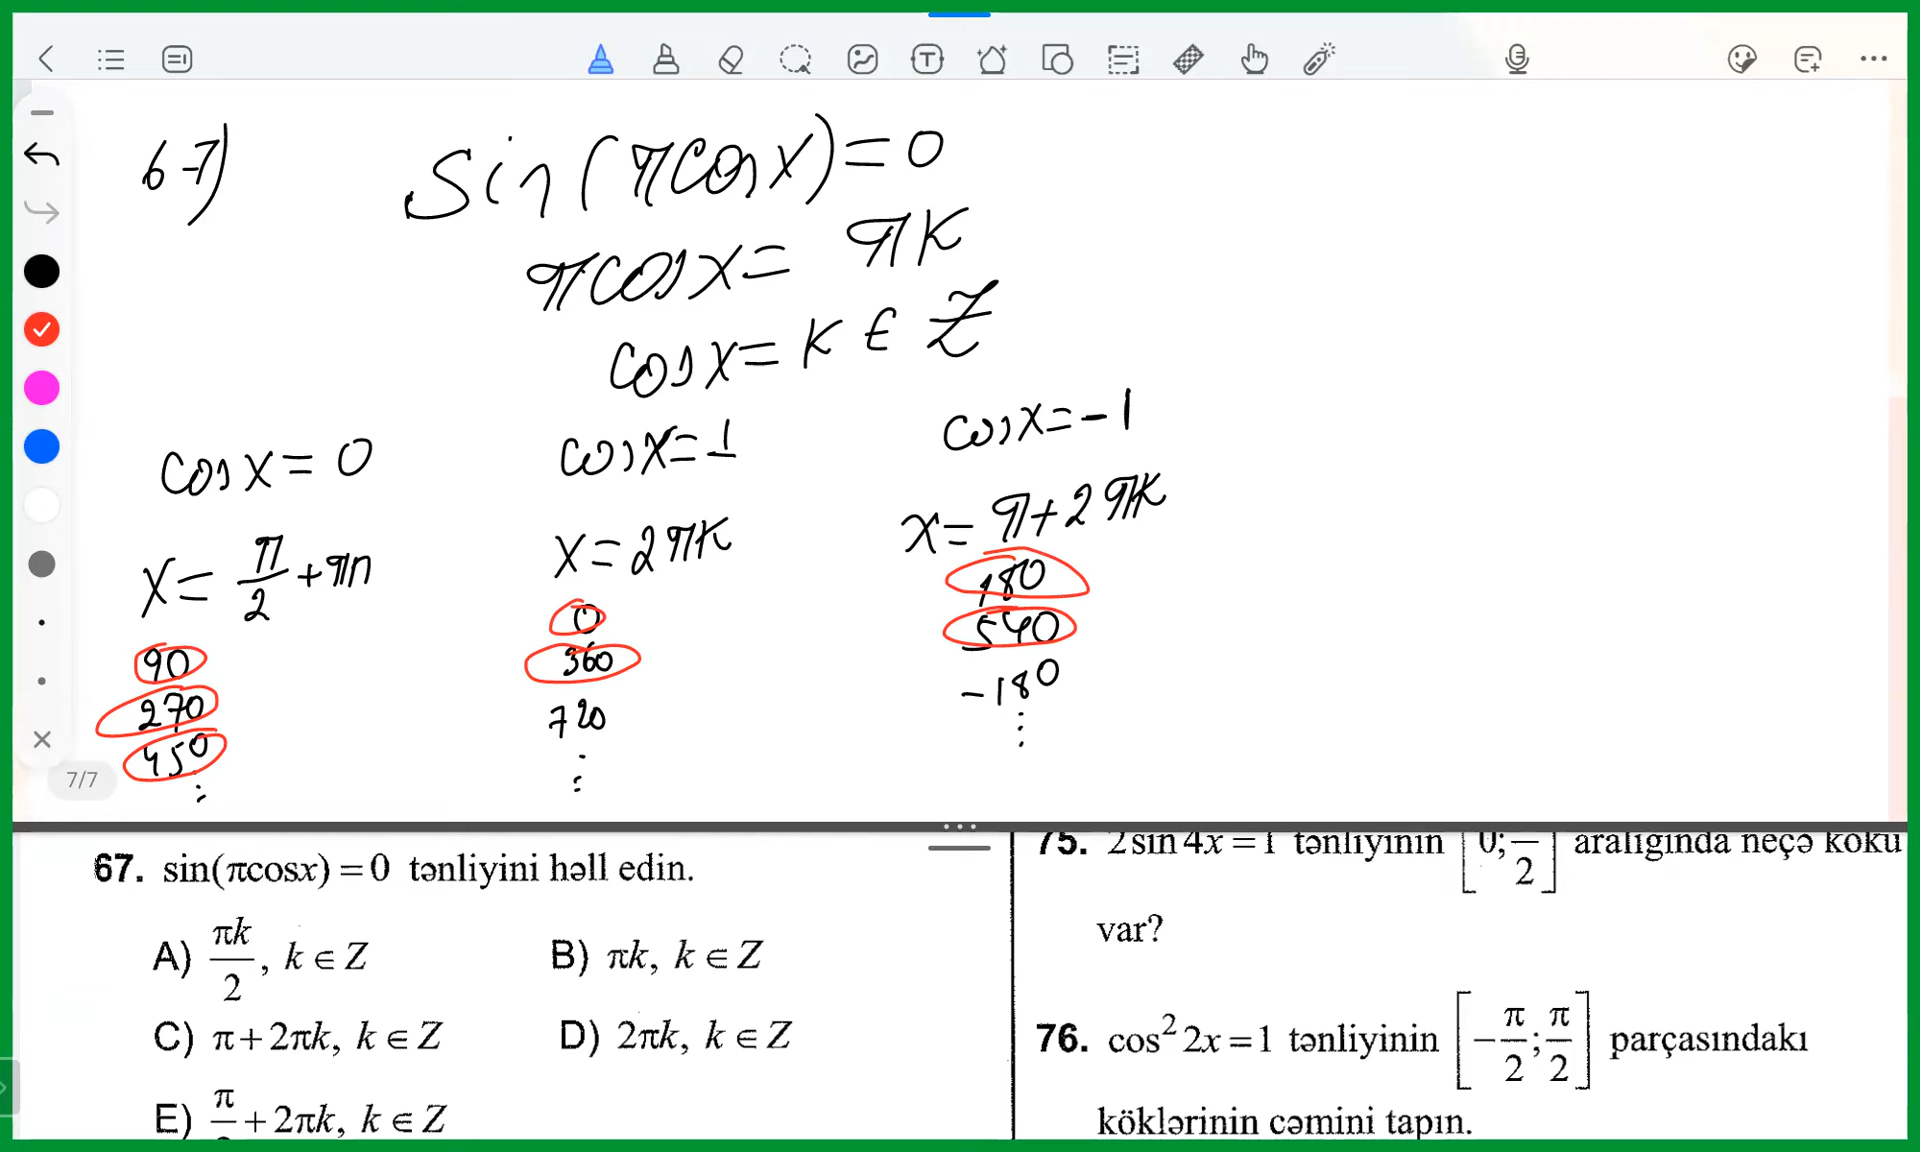 67)
Sin(πcosx)=0
πcosx= πK
cosx= K ∈ Z
cosx=0
cosx=1
cosx=-1
x= π/2 +πn
x=2πK
x= π+2πK
90
270
450
⋮
0
360
720
⋮
180
540
-180
⋮
7/7
67. sin(πcosx) = 0 tənliyini həll edin.
A) πk/2, k ∈ Z
B) πk, k ∈ Z
C) π+2πk, k ∈ Z
D) 2πk, k ∈ Z
E) π/ + 2πk, k ∈ Z
75. 2sin4x = 1 tənliyinin [0; /2] aralığında neçə kökü
var?
76. cos² 2x = 1 tənliyinin [-π/2; π/2] parçasındakı
köklərinin cəmini tapın.